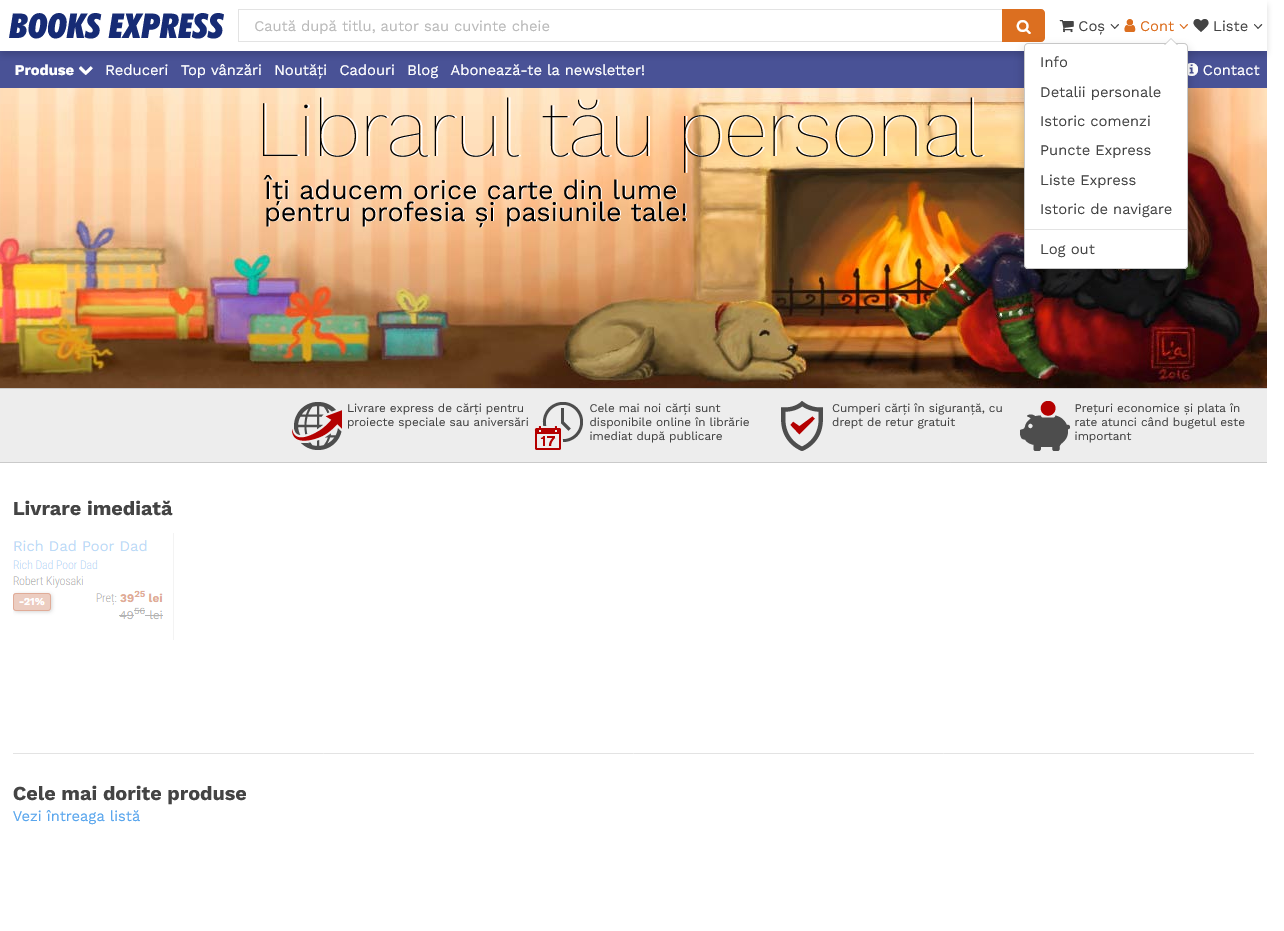 BOOKS EXPRESS
Caută după titlu, autor sau cuvinte cheie
Coș
Cont
Liste
Produse
Reduceri
Top vânzări
Noutăți
Cadouri
Blog
Abonează-te la newsletter!
Contact
Info
Detalii personale
Istoric comenzi
Puncte Express
Liste Express
Istoric de navigare
Log out
Librarul tău personal
Îți aducem orice carte din lume
pentru profesia și pasiunile tale!
L'a
2016
Livrare express de cărți pentru
proiecte speciale sau aniversări
17
Cele mai noi cărți sunt
disponibile online în librărie
imediat după publicare
Cumperi cărți în siguranță, cu
drept de retur gratuit
Prețuri economice și plata în
rate atunci când bugetul este
important
Livrare imediată
Rich Dad Poor Dad
Rich Dad Poor Dad
Robert Kiyosaki
-21%
Preț: 3925 lei
4956 lei
Cele mai dorite produse
Vezi întreaga listă